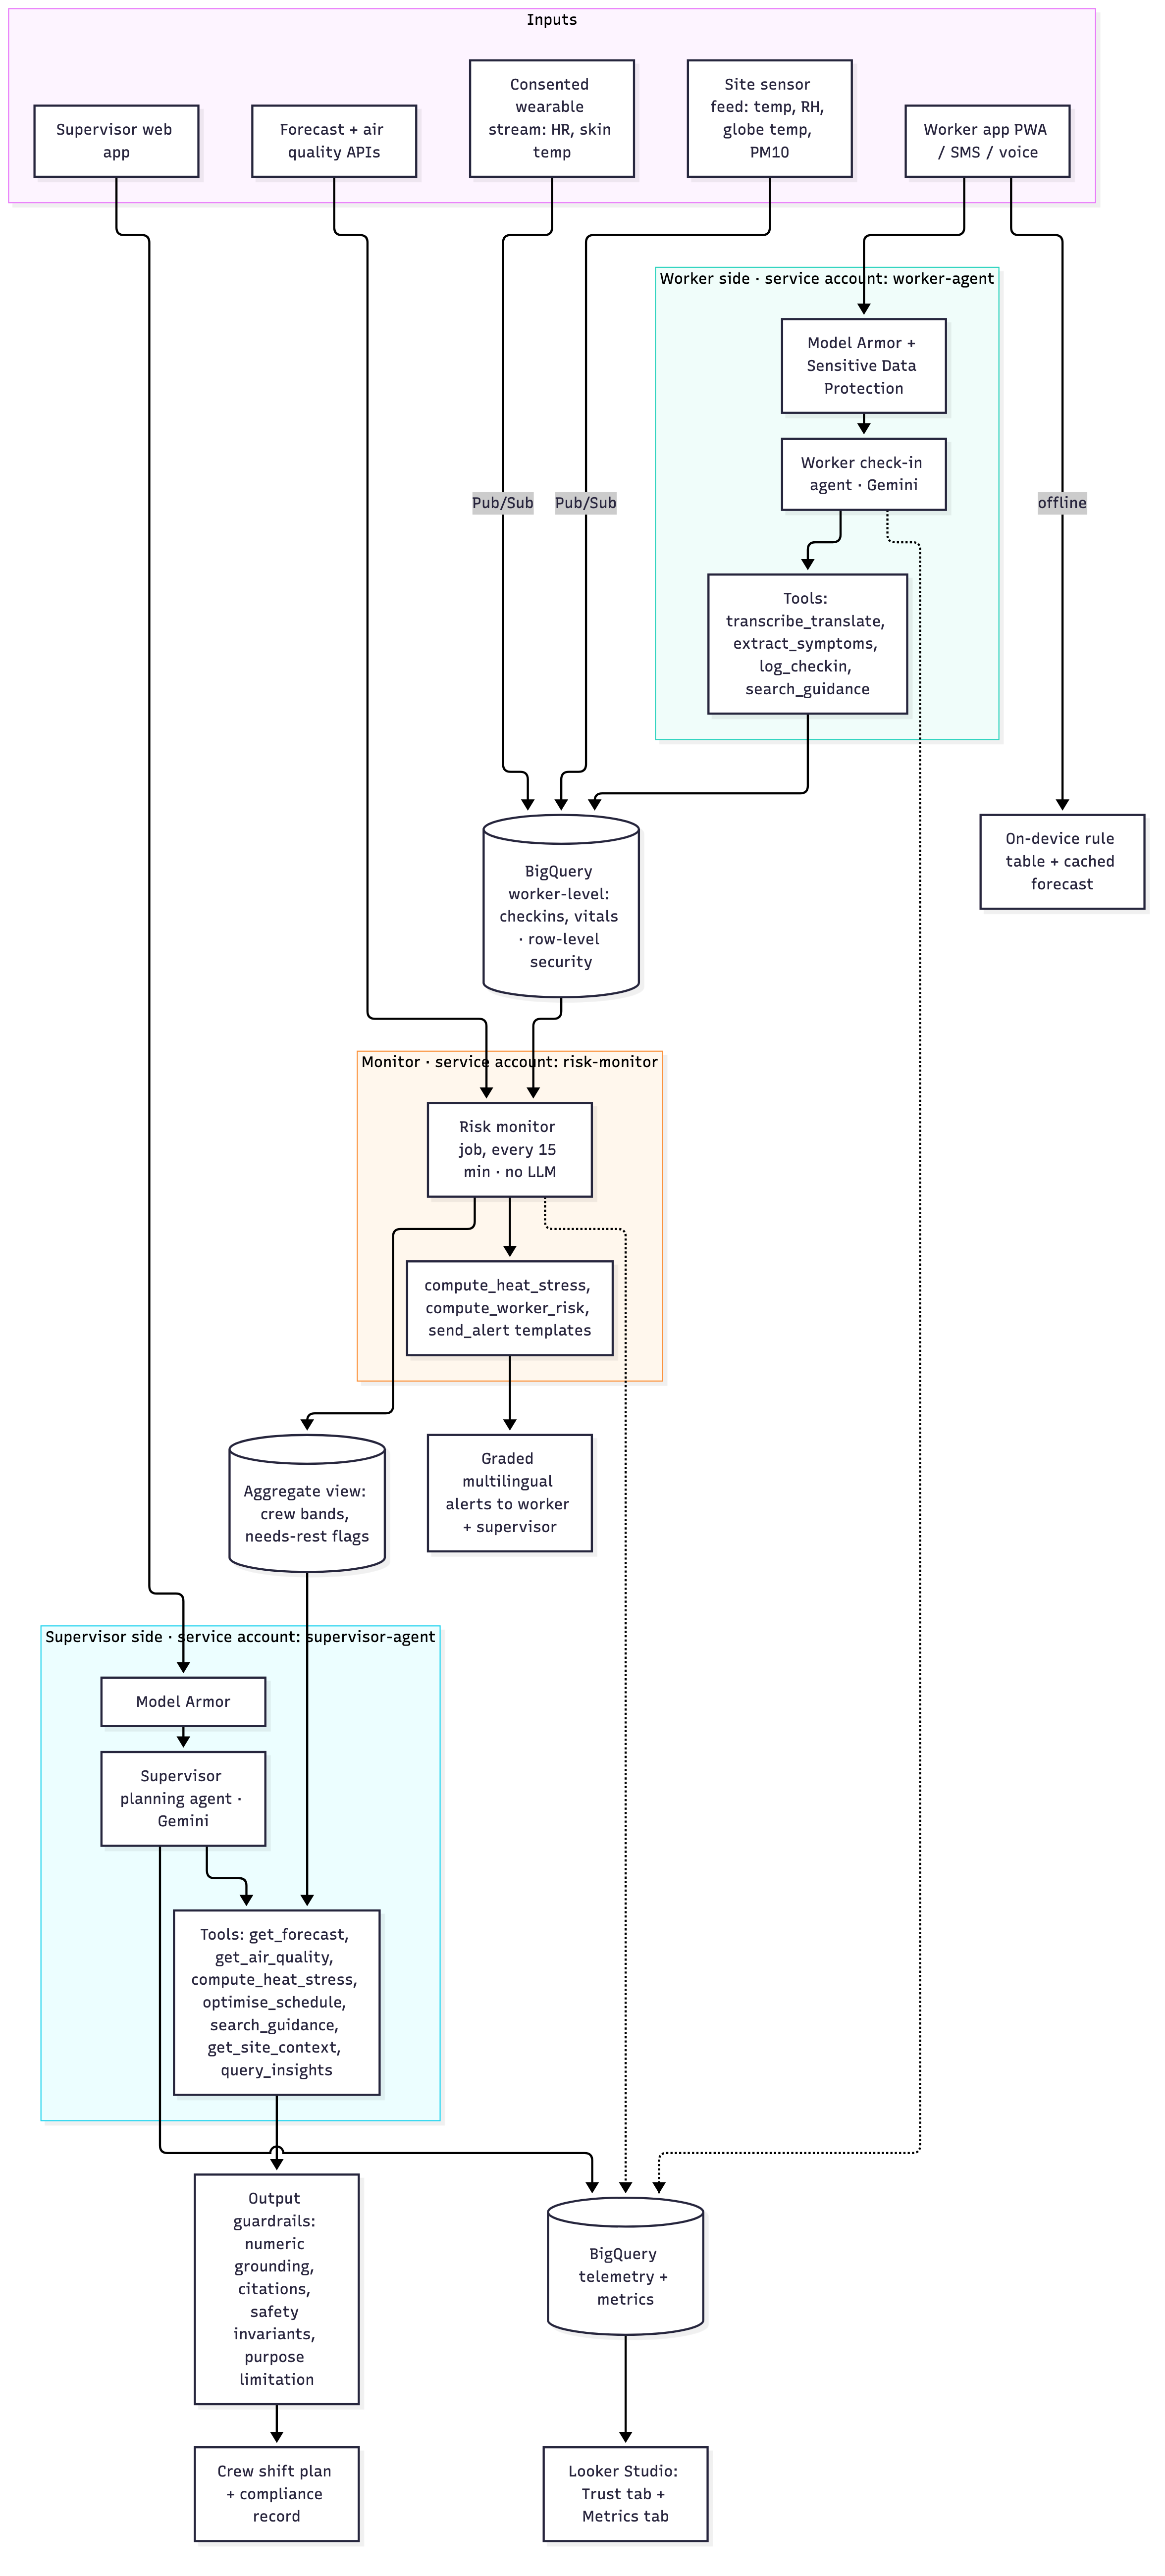 Inputs
Supervisor web
app
Forecast + air
quality APIs
Consented
wearable
stream: HR, skin
temp
Site sensor
feed: temp, RH,
globe temp,
PM10
Worker app PWA
/ SMS / voice
Worker side · service account: worker-agent
Model Armor +
Sensitive Data
Protection
Worker check-in
agent · Gemini
Pub/Sub
Pub/Sub
offline
Tools:
transcribe_translate,
extract_symptoms,
log_checkin,
search_guidance
BigQuery
worker-level:
checkins, vitals
· row-level
security
On-device rule
table + cached
forecast
Monitor · service account: risk-monitor
Risk monitor
job, every 15
min · no LLM
compute_heat_stress,
compute_worker_risk,
send_alert templates
Aggregate view:
crew bands,
needs-rest flags
Graded
multilingual
alerts to worker
+ supervisor
Supervisor side · service account: supervisor-agent
Model Armor
Supervisor
planning agent ·
Gemini
Tools: get_forecast,
get_air_quality,
compute_heat_stress,
optimise_schedule,
search_guidance,
get_site_context,
query_insights
Output
guardrails:
numeric
grounding,
citations,
safety
invariants,
purpose
limitation
BigQuery
telemetry +
metrics
Crew shift plan
+ compliance
record
Looker Studio:
Trust tab +
Metrics tab